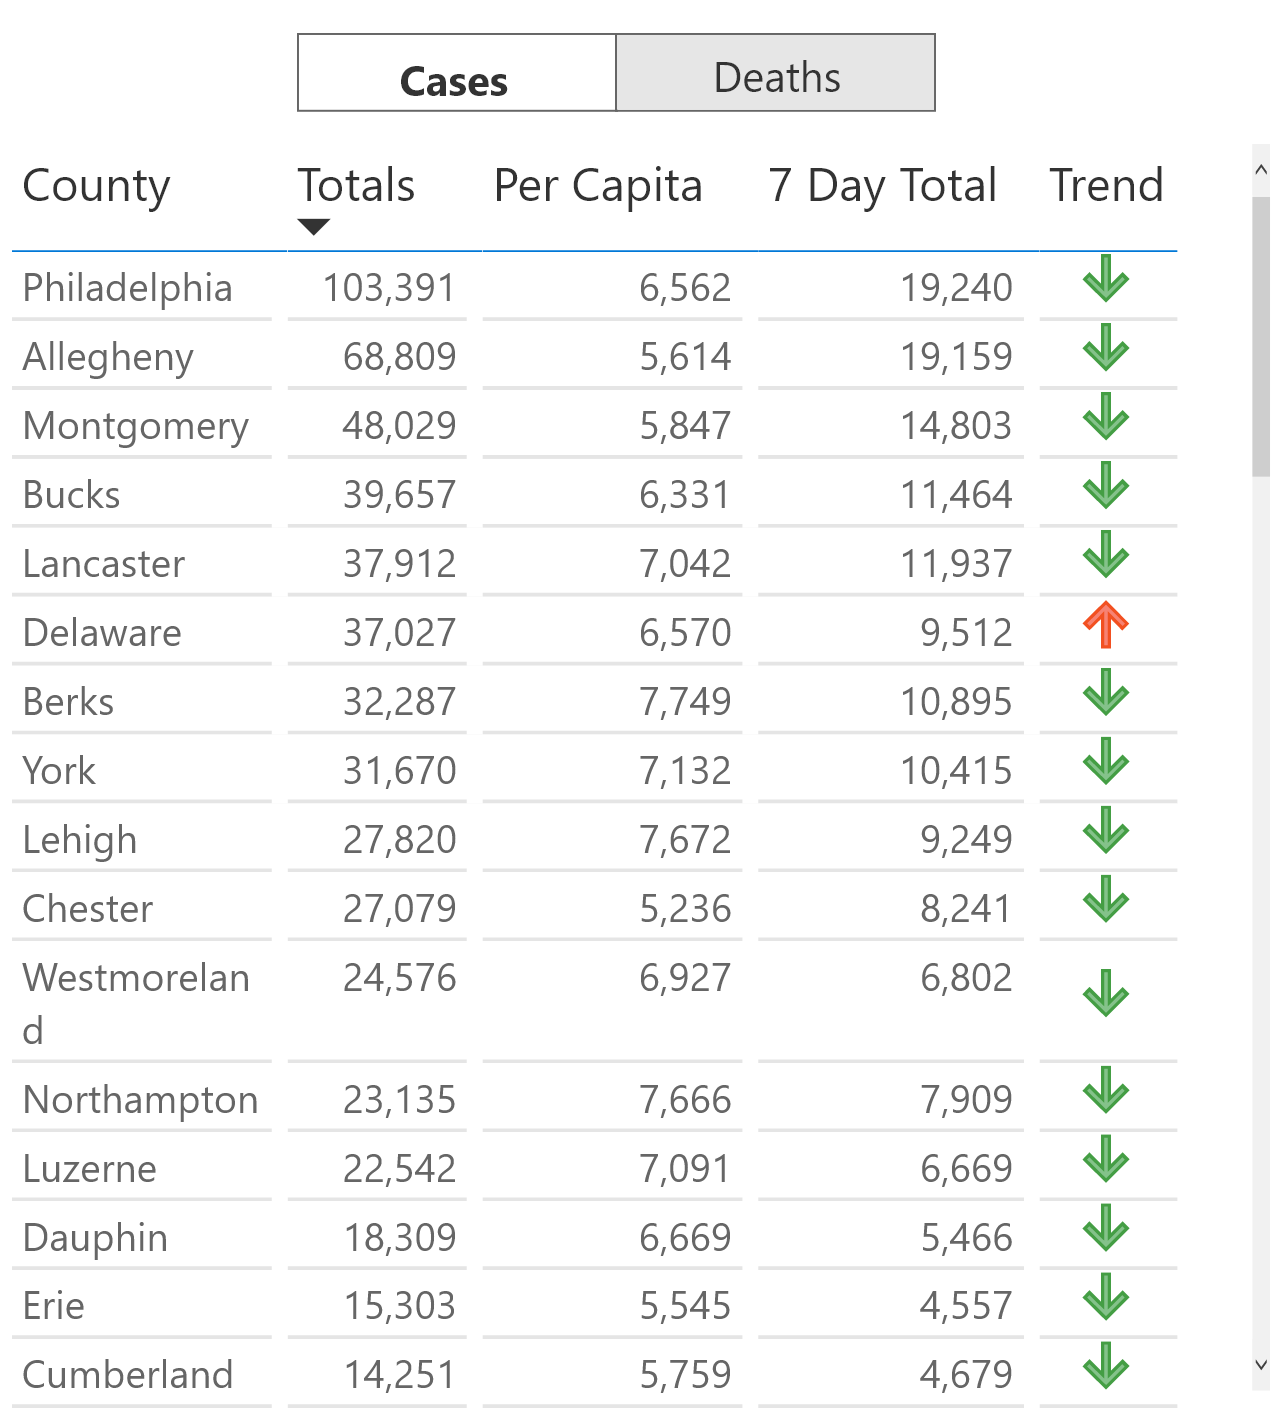 Cases Deaths
County Totals Per Capita 7 Day Total Trend
Philadelphia 103,391 6,562 19,240
Allegheny 68,809 5,614 19,159
Montgomery 48,029 5,847 14,803
Bucks 39,657 6,331 11,464
Lancaster 37,912 7,042 11,937
Delaware 37,027 6,570 9,512
Berks 32,287 7,749 10,895
York 31,670 7,132 10,415
Lehigh 27,820 7,672 9,249
Chester 27,079 5,236 8,241
Westmorelan 24,576 6,927 6,802
d
Northampton 23,135 7,666 7,909
Luzerne 22,542 7,091 6,669
Dauphin 18,309 6,669 5,466
Erie 15,303 5,545 4,557
Cumberland 14,251 5,759 4,679